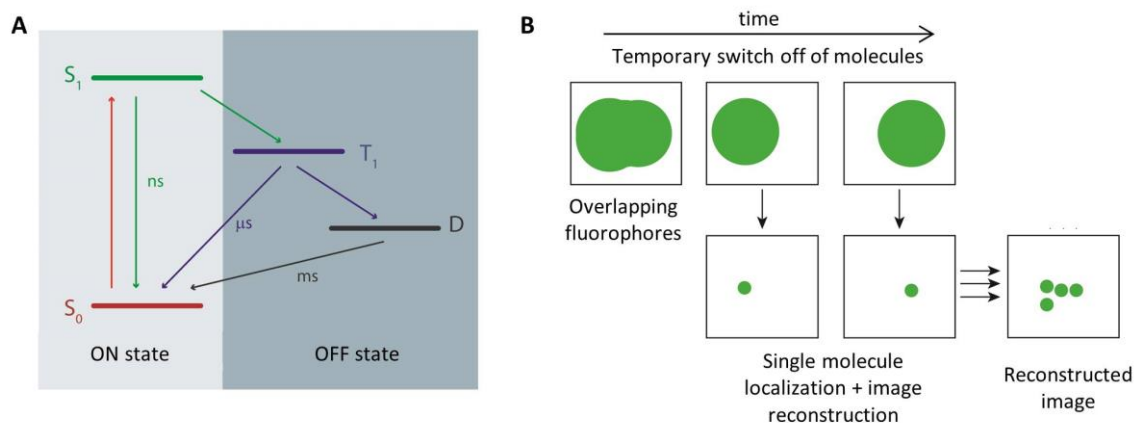 A
S1
T1
ns
μs
D
ms
S0
ON state
OFF state
B
time
Temporary switch off of molecules
Overlapping
fluorophores
. . .
Single molecule
localization + image
reconstruction
Reconstructed
image